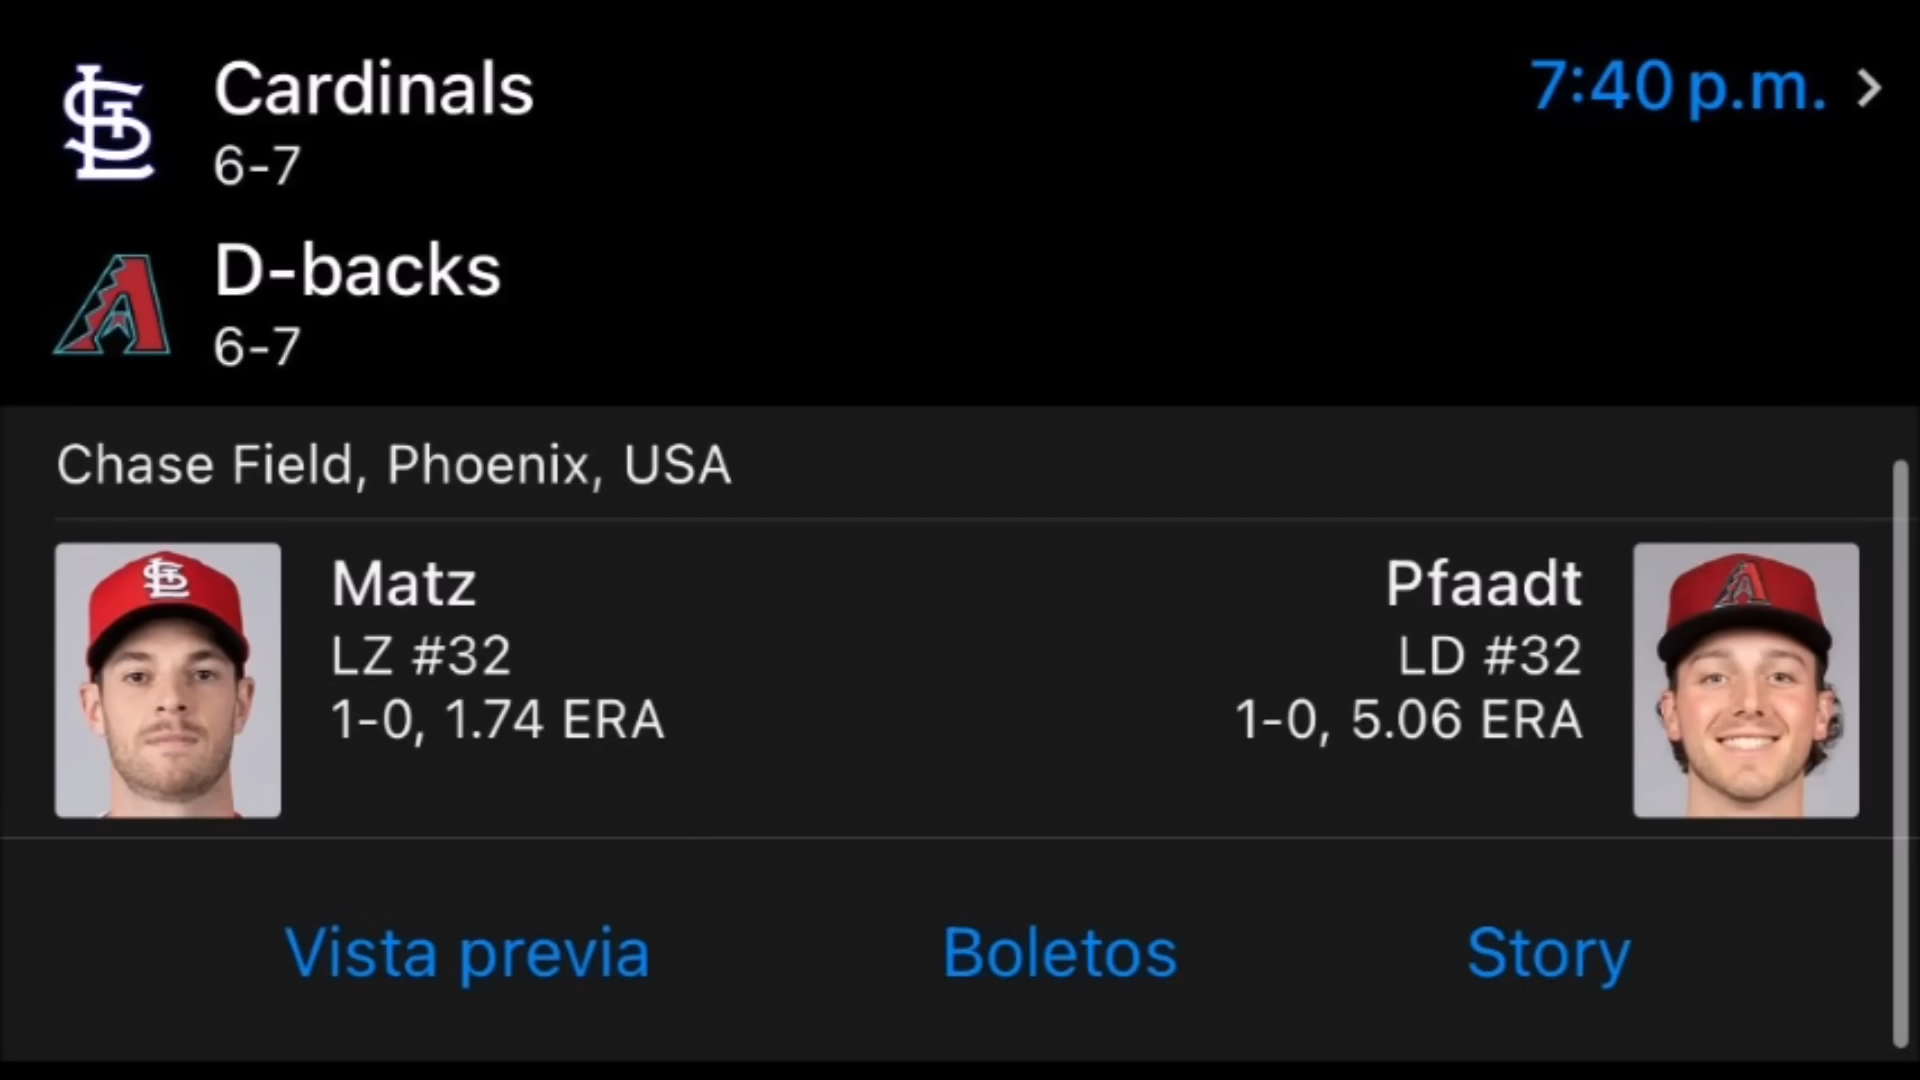 Cardinals
6-7
7:40 p.m.
D-backs
6-7
Chase Field, Phoenix, USA
Matz
LZ #32
1-0, 1.74 ERA
Pfaadt
LD #32
1-0, 5.06 ERA
Vista previa
Boletos
Story